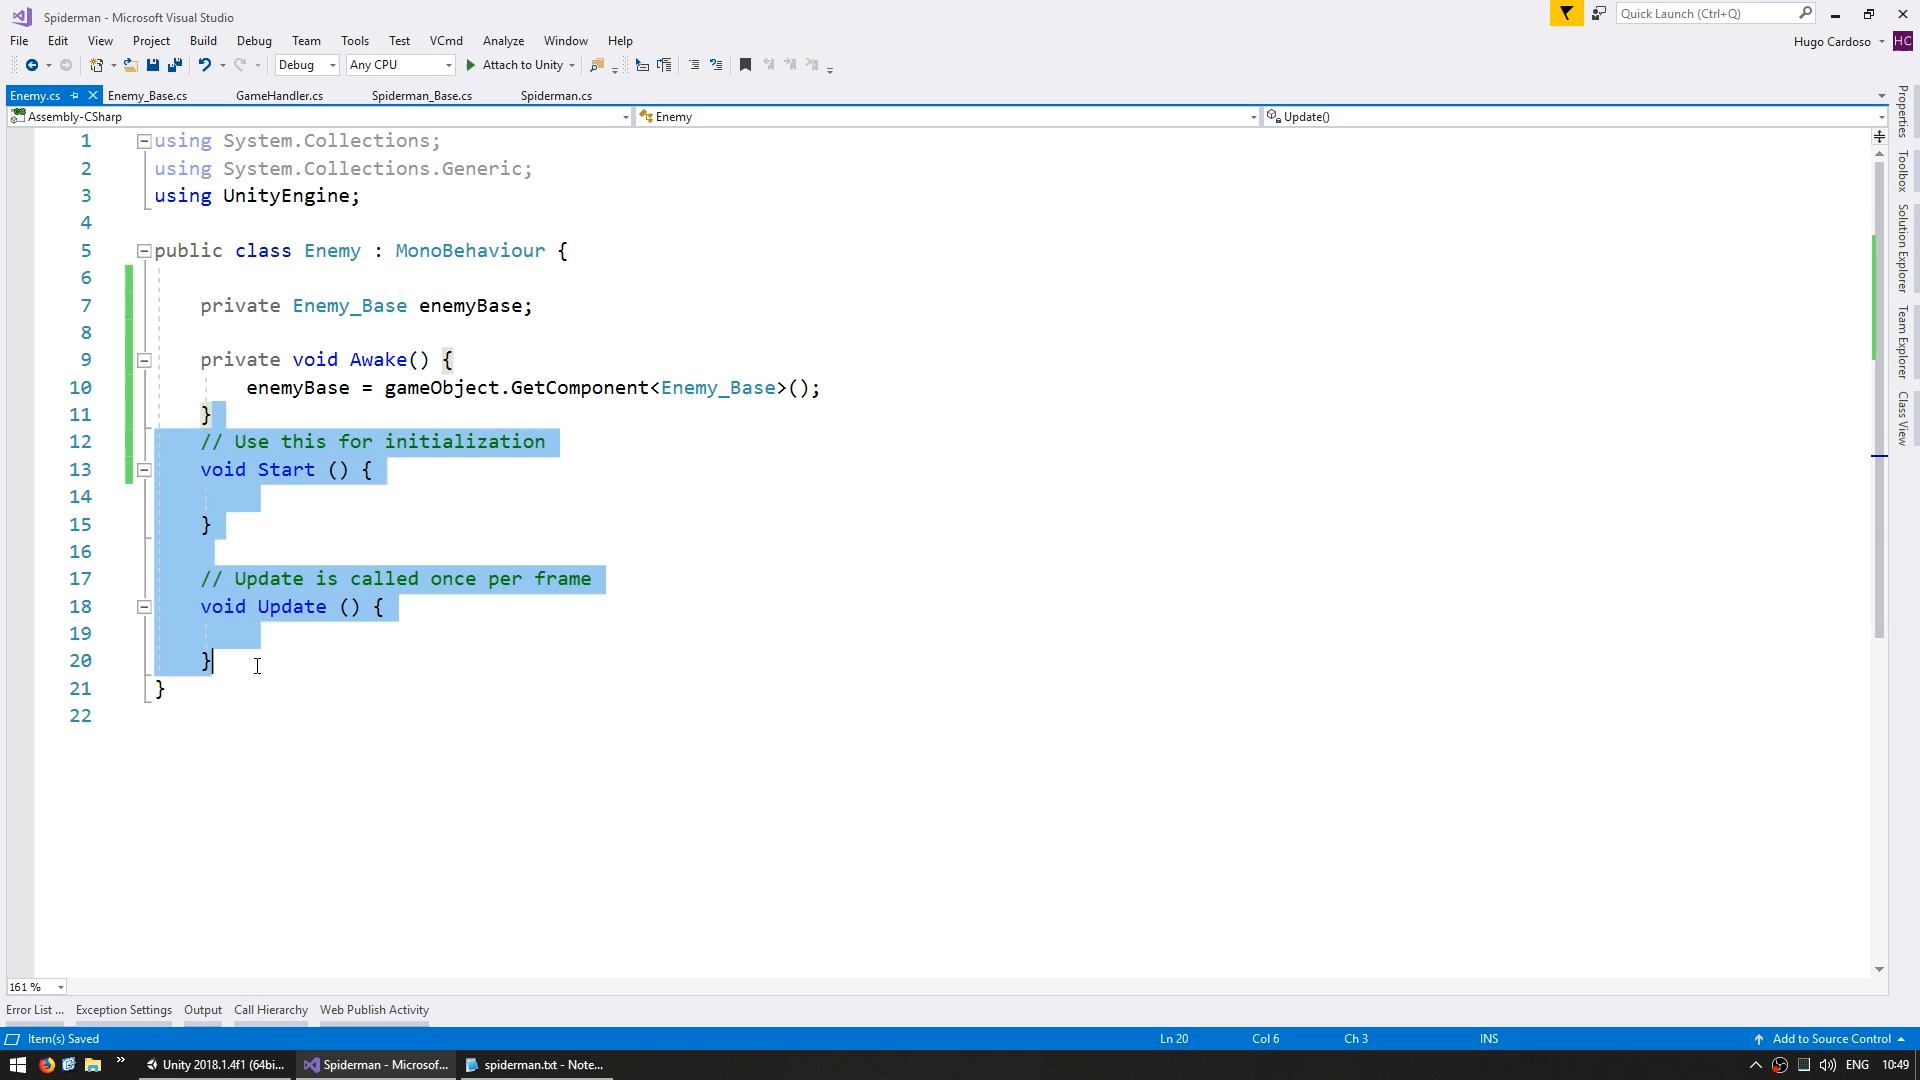 Spiderman - Microsoft Visual Studio
Quick Launch (Ctrl+Q)
File Edit View Project Build Debug Team Tools Test VCmd Analyze Window Help
Hugo Cardoso HC
Debug Any CPU Attach to Unity
Enemy.cs Enemy_Base.cs GameHandler.cs Spiderman_Base.cs Spiderman.cs
Assembly-CSharp Enemy Update()
1 using System.Collections;
2 using System.Collections.Generic;
3 using UnityEngine;
4
5 public class Enemy : MonoBehaviour {
6
7 private Enemy_Base enemyBase;
8
9 private void Awake() {
10 enemyBase = gameObject.GetComponent<Enemy_Base>();
11 }
12 // Use this for initialization
13 void Start () {
14
15 }
16
17 // Update is called once per frame
18 void Update () {
19
20 }
21 }
22
Properties
Toolbox
Solution Explorer
Team Explorer
Class View
161 %
Error List ... Exception Settings Output Call Hierarchy Web Publish Activity
Item(s) Saved Ln 20 Col 6 Ch 3 INS Add to Source Control
Unity 2018.1.4f1 (64bi... Spiderman - Microsof... spiderman.txt - Note... ENG 10:49